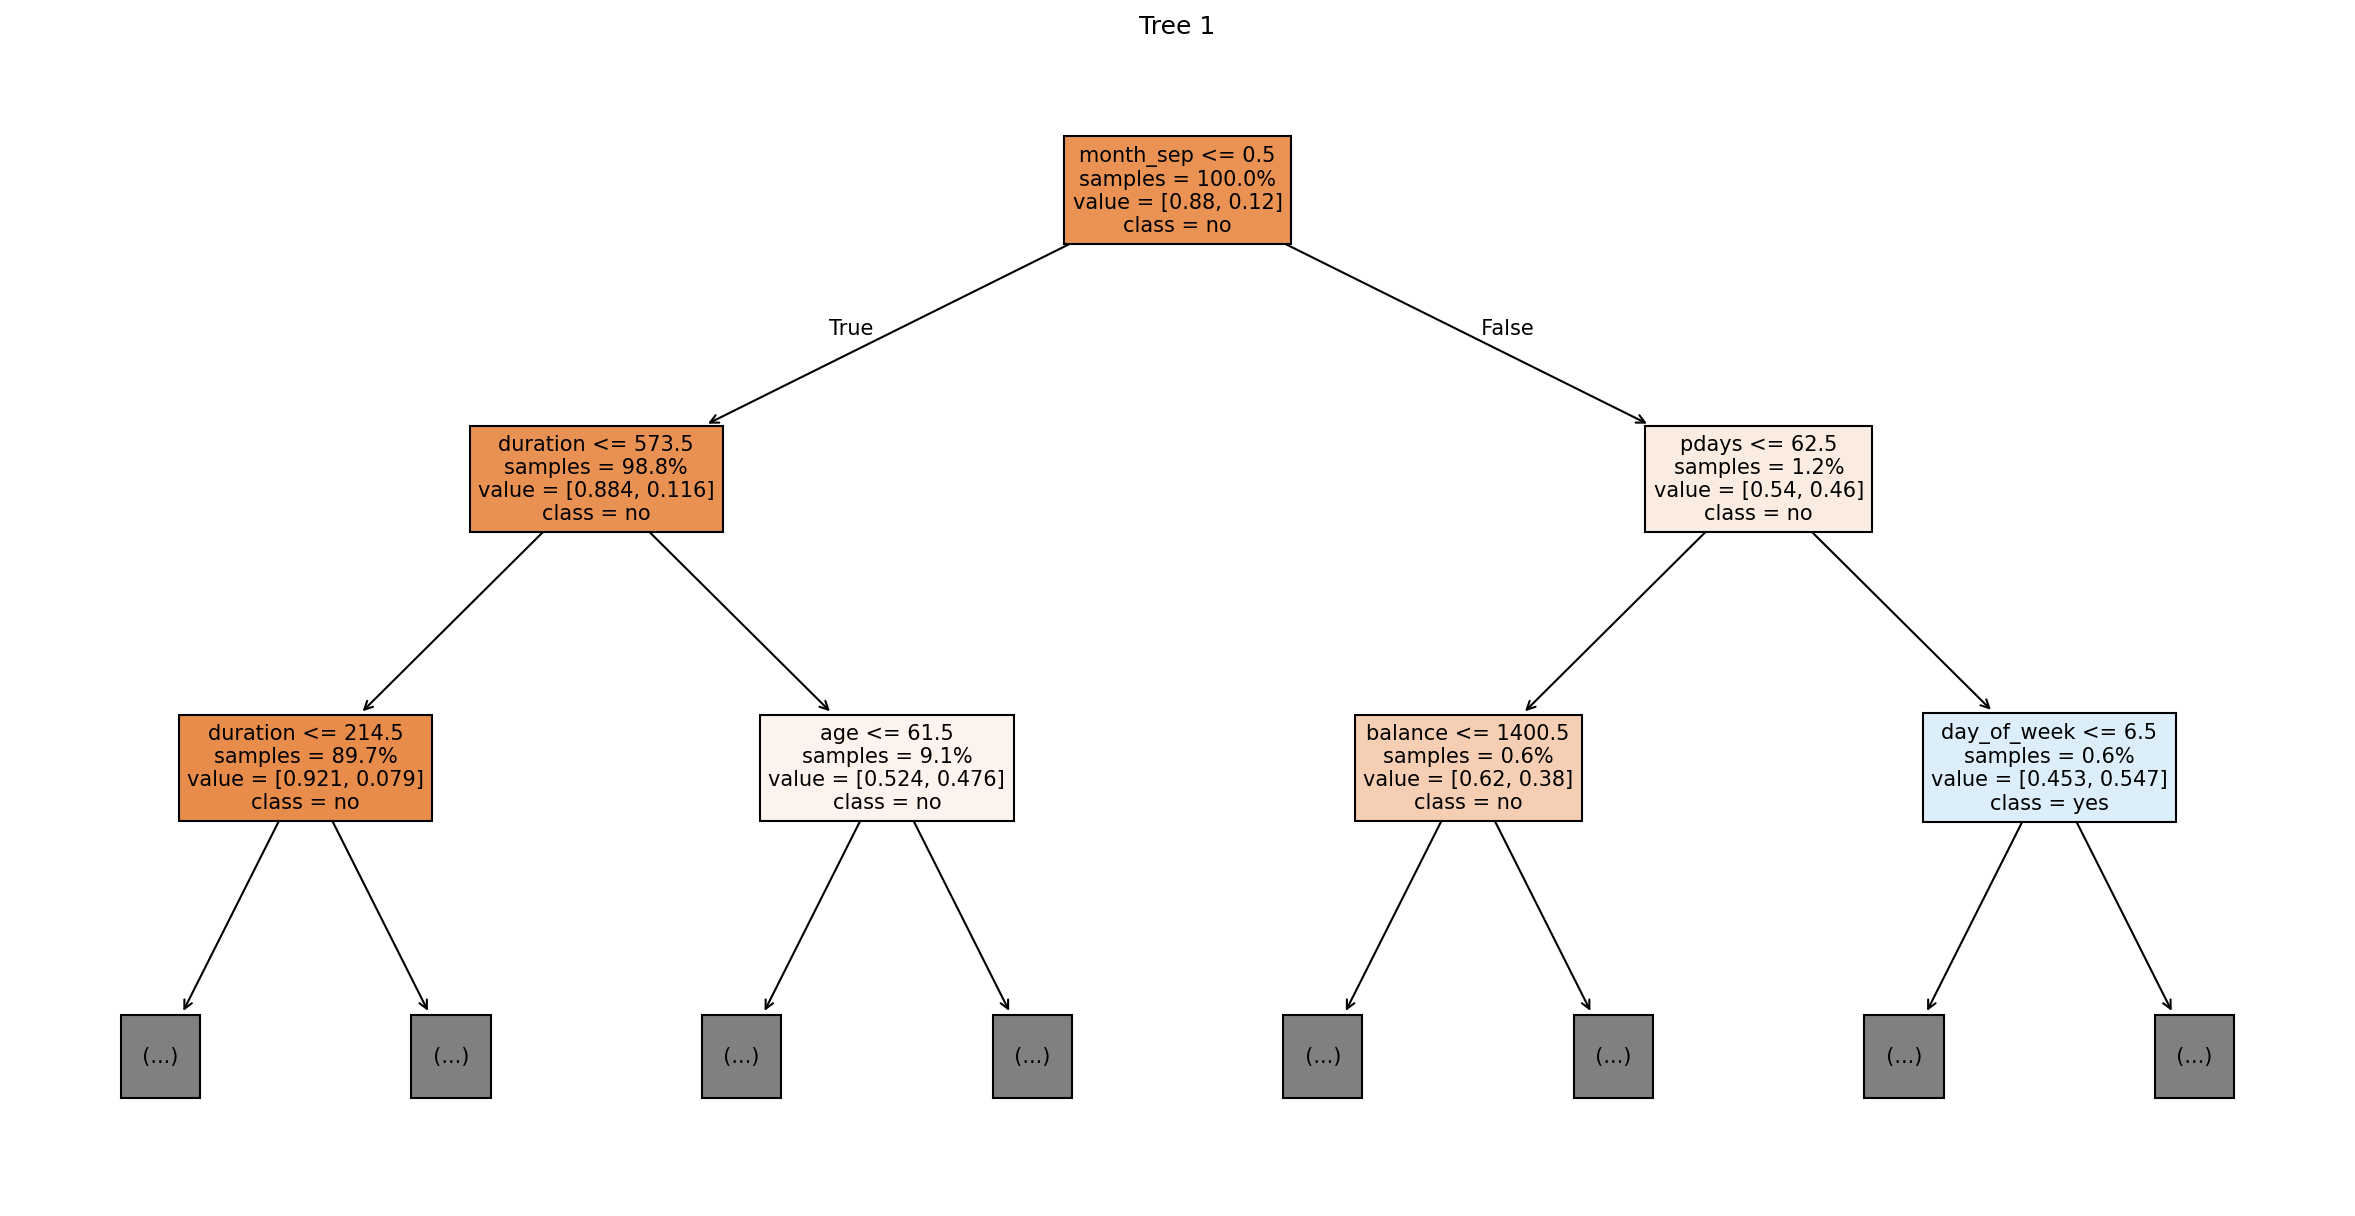 Tree 1
month_sep <= 0.5
samples = 100.0%
value = [0.88, 0.12]
class = no
True
False
duration <= 573.5
samples = 98.8%
value = [0.884, 0.116]
class = no
pdays <= 62.5
samples = 1.2%
value = [0.54, 0.46]
class = no
duration <= 214.5
samples = 89.7%
value = [0.921, 0.079]
class = no
age <= 61.5
samples = 9.1%
value = [0.524, 0.476]
class = no
balance <= 1400.5
samples = 0.6%
value = [0.62, 0.38]
class = no
day_of_week <= 6.5
samples = 0.6%
value = [0.453, 0.547]
class = yes
(...)
(...)
(...)
(...)
(...)
(...)
(...)
(...)